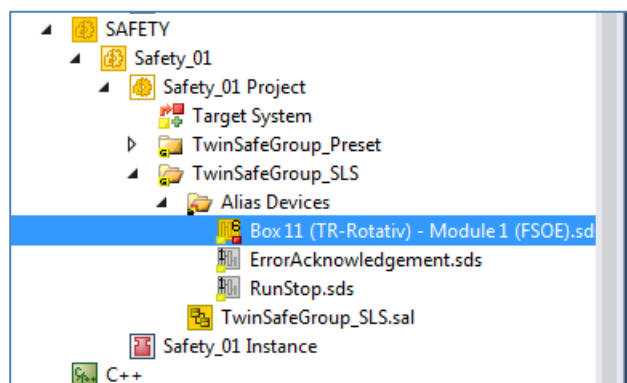 SAFETY
Safety_01
Safety_01 Project
Target System
TwinSafeGroup_Preset
TwinSafeGroup_SLS
Alias Devices
Box 11 (TR-Rotativ) - Module 1 (FSOE).sd
ErrorAcknowledgement.sds
RunStop.sds
TwinSafeGroup_SLS.sal
Safety_01 Instance
C++